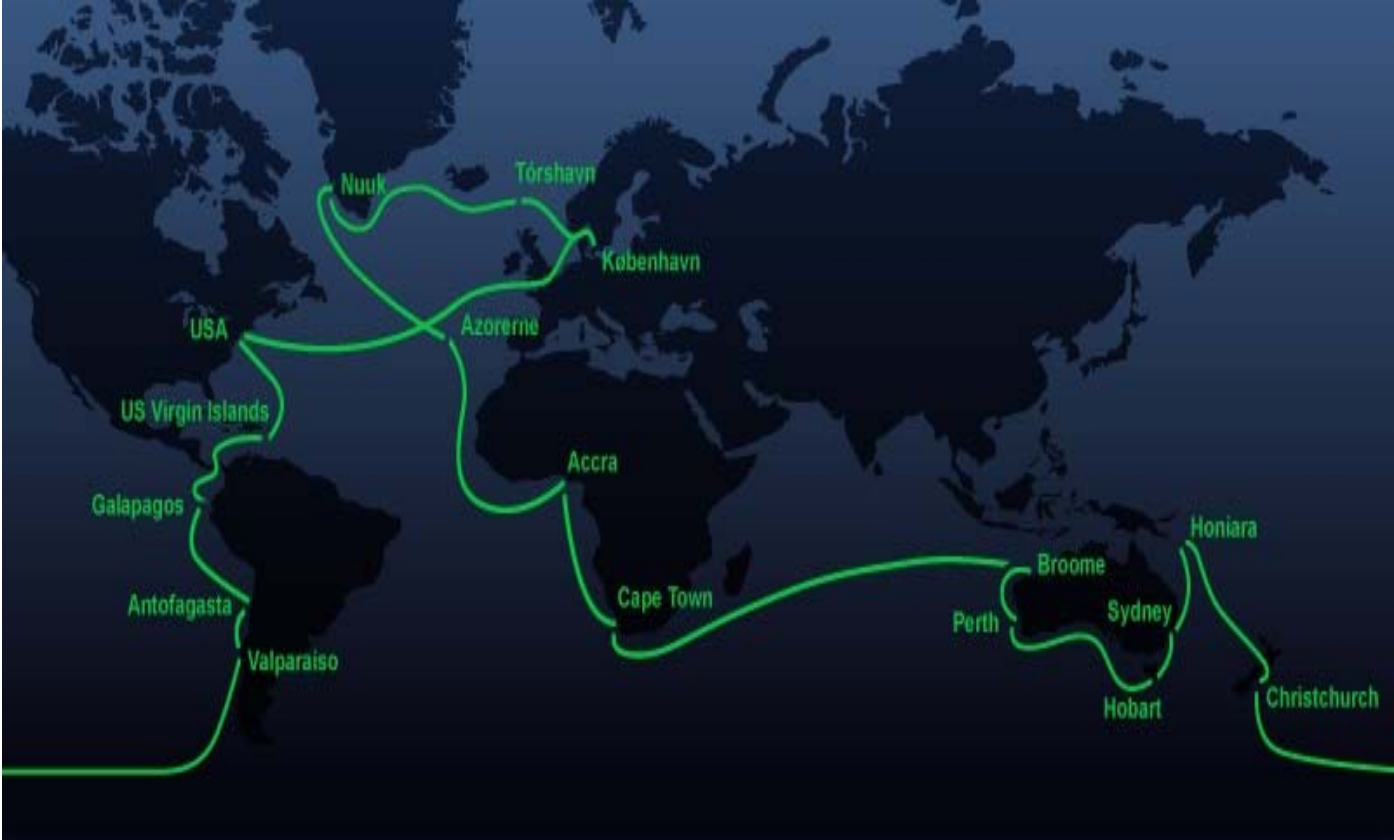 Tórshavn
Nuuk
København
USA
Azorerne
US Virgin Islands
Accra
Galapagos
Honiara
Broome
Cape Town
Antofagasta
Sydney
Perth
Valparaiso
Christchurch
Hobart